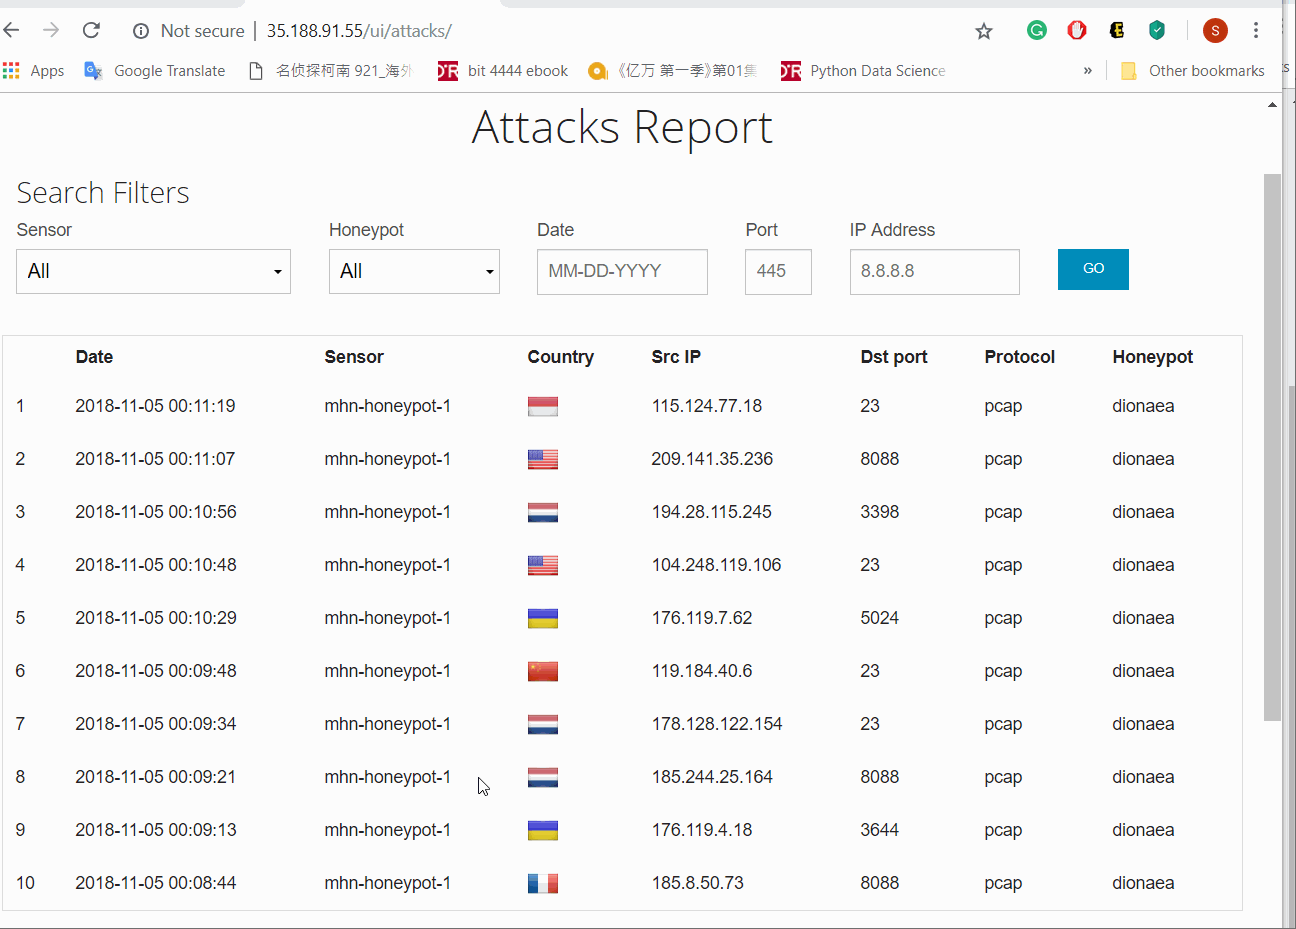 Not secure | 35.188.91.55/ui/attacks/
S
Apps Google Translate 名侦探柯南 921_海外 bit 4444 ebook 《亿万 第一季》第01集 Python Data Science » Other bookmarks
Attacks Report
Search Filters
Sensor Honeypot Date Port IP Address
All All MM-DD-YYYY 445 8.8.8.8 GO
Date Sensor Country Src IP Dst port Protocol Honeypot
1 2018-11-05 00:11:19 mhn-honeypot-1 115.124.77.18 23 pcap dionaea
2 2018-11-05 00:11:07 mhn-honeypot-1 209.141.35.236 8088 pcap dionaea
3 2018-11-05 00:10:56 mhn-honeypot-1 194.28.115.245 3398 pcap dionaea
4 2018-11-05 00:10:48 mhn-honeypot-1 104.248.119.106 23 pcap dionaea
5 2018-11-05 00:10:29 mhn-honeypot-1 176.119.7.62 5024 pcap dionaea
6 2018-11-05 00:09:48 mhn-honeypot-1 119.184.40.6 23 pcap dionaea
7 2018-11-05 00:09:34 mhn-honeypot-1 178.128.122.154 23 pcap dionaea
8 2018-11-05 00:09:21 mhn-honeypot-1 185.244.25.164 8088 pcap dionaea
9 2018-11-05 00:09:13 mhn-honeypot-1 176.119.4.18 3644 pcap dionaea
10 2018-11-05 00:08:44 mhn-honeypot-1 185.8.50.73 8088 pcap dionaea